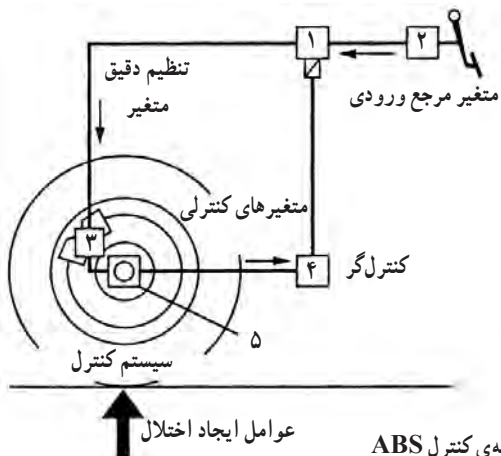 ۱
۲
تنظیم دقیق
متغیر
متغیر مرجع ورودی
متغیرهای کنترلی
۳
۴
کنترل‌گر
۵
سیستم کنترل
عوامل ایجاد اختلال
کنترل ABS